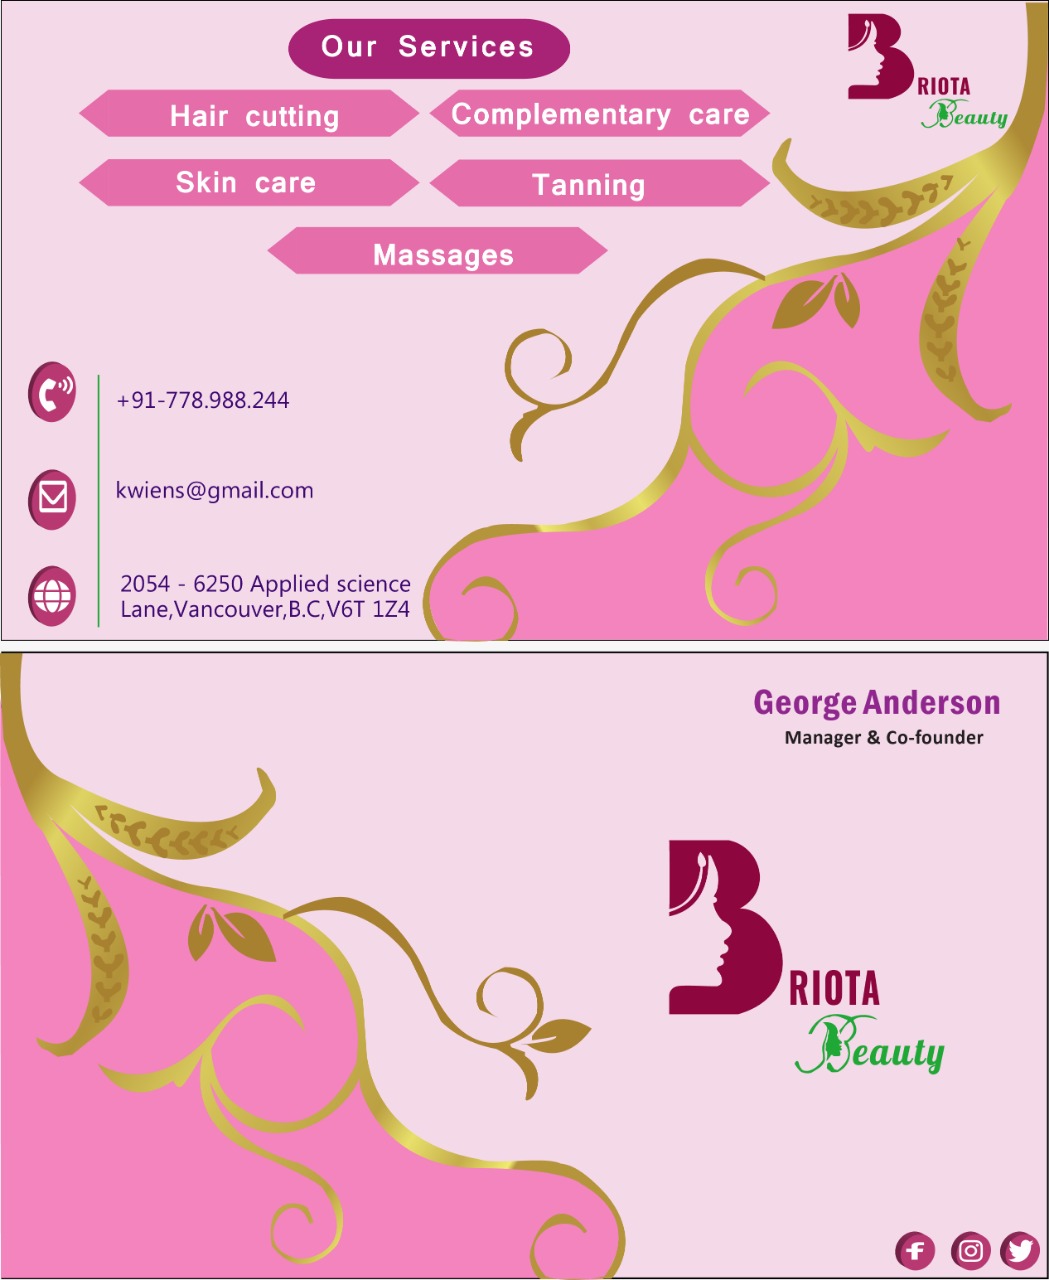 Our Services
Hair cutting
Complementary care
Skin care
Tanning
Massages
BRIOTA
Beauty
+91-778.988.244
kwiens@gmail.com
2054 - 6250 Applied science
Lane,Vancouver,B.C,V6T 1Z4
George Anderson
Manager & Co-founder
BRIOTA
Beauty